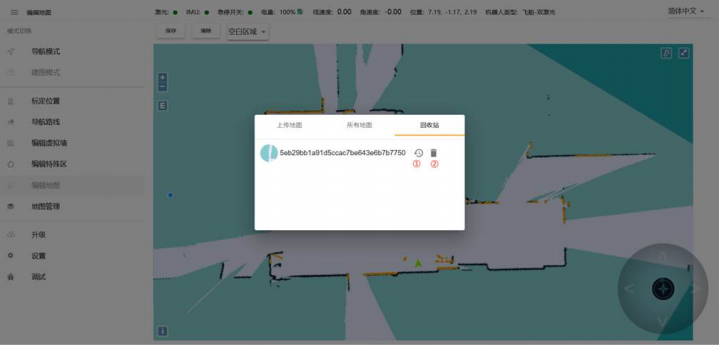 编辑地图
激光: IMU: 急停开关: 电量: 100% 线速度: 0.00 角速度: -0.00 位置: 7.19, -1.17, 2.19 机器人类型: 飞船-双激光
简体中文
模式切换
保存 清除 空白区域
导航模式
建图模式
标定位置
导航路线
编辑虚拟墙
编辑特殊区
编辑地图
地图管理
升级
设置
调试
+
−
E
上传地图 所有地图 回收站
5eb29bb1a91d5ccac7be643e6b7b7750
① ②
i